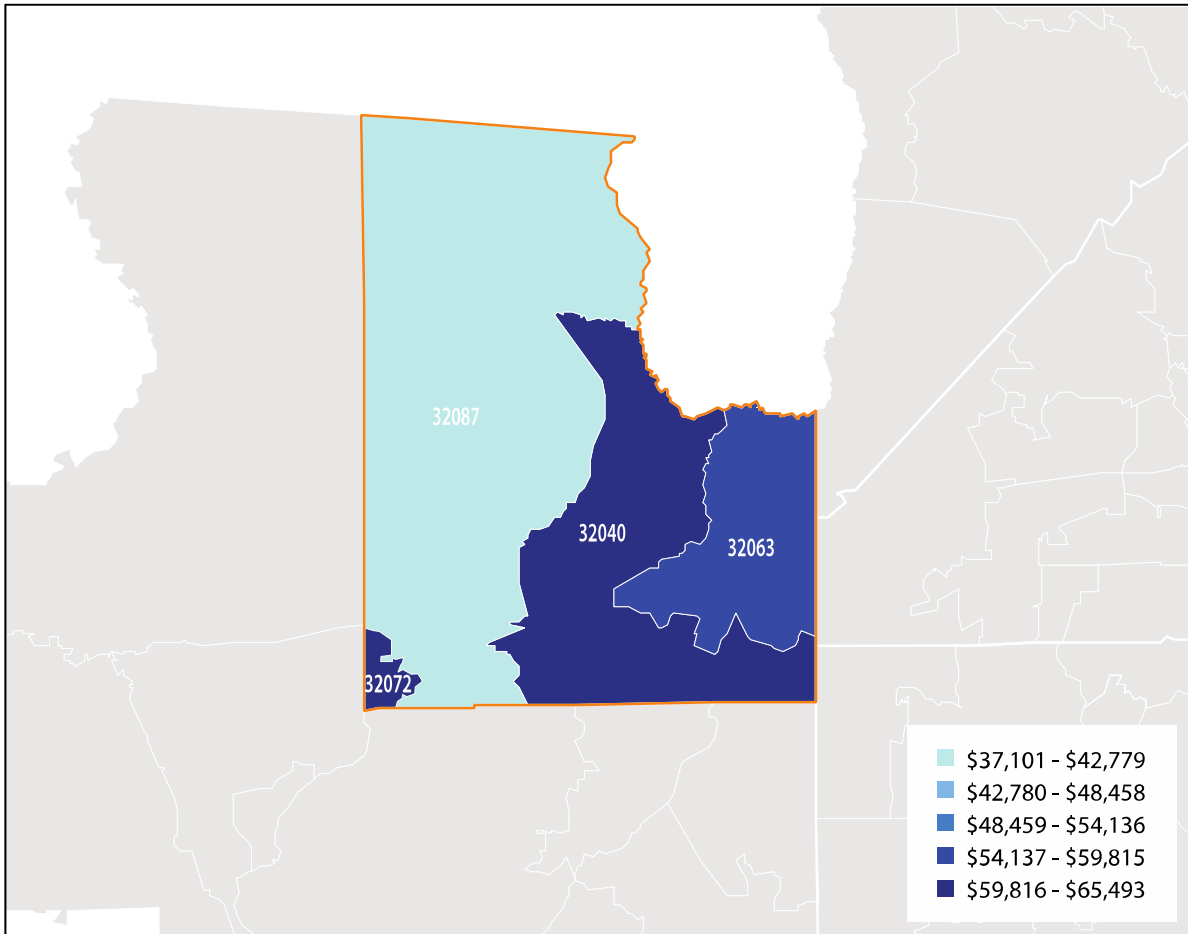 32087
32040
32063
32072
$37,101 - $42,779
$42,780 - $48,458
$48,459 - $54,136
$54,137 - $59,815
$59,816 - $65,493